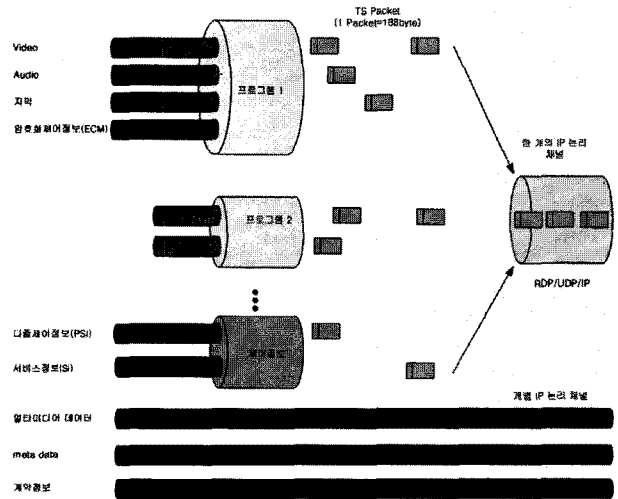 TS Packet
(1 Packet=188byte)
Video
Audio
자막
암호화제어정보(ECM)
프로그램 1
한 개의 IP 논리
채널
프로그램 2
RDP/UDP/IP
다중제어정보(PSI)
서비스정보(SI)
개별 IP 논리 채널
멀티미디어 데이터
meta data
계약정보